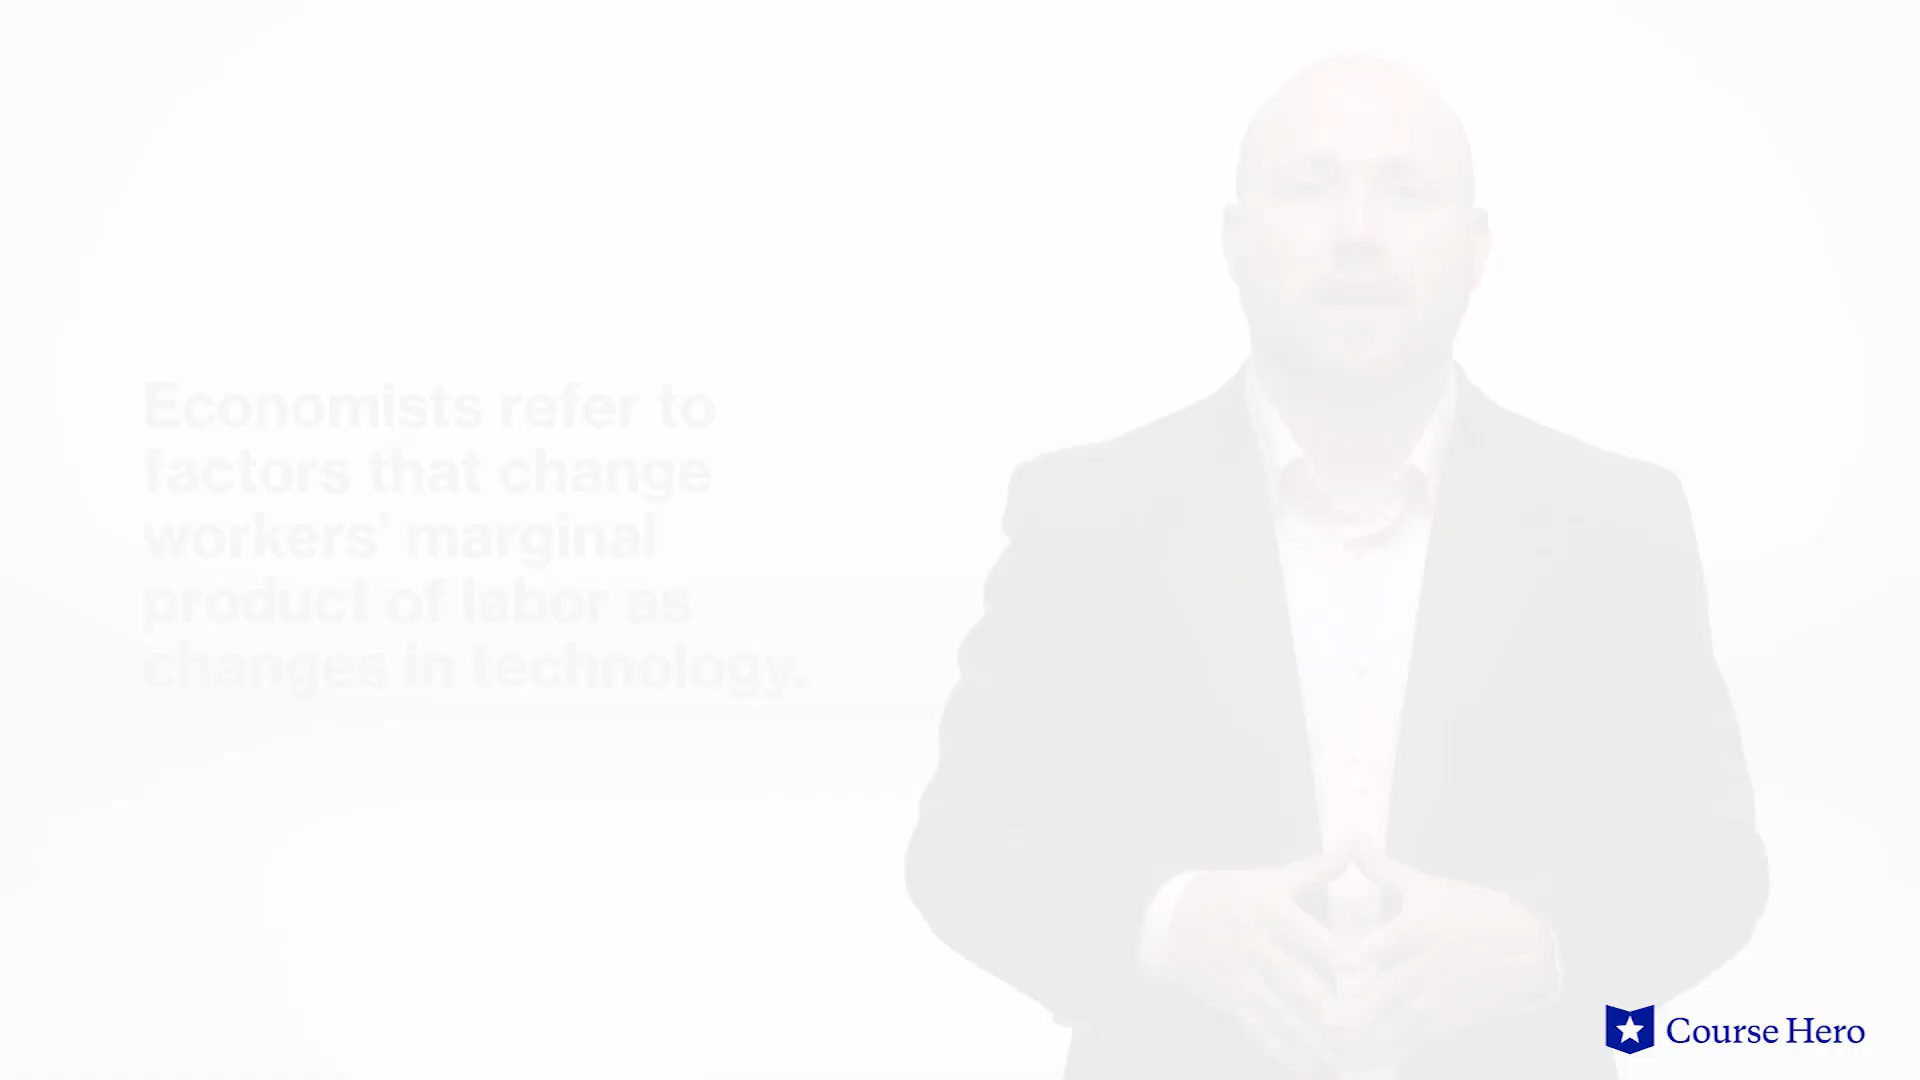 Economists refer to
factors that change
workers' marginal
product of labor as
changes in technology.
Course Hero